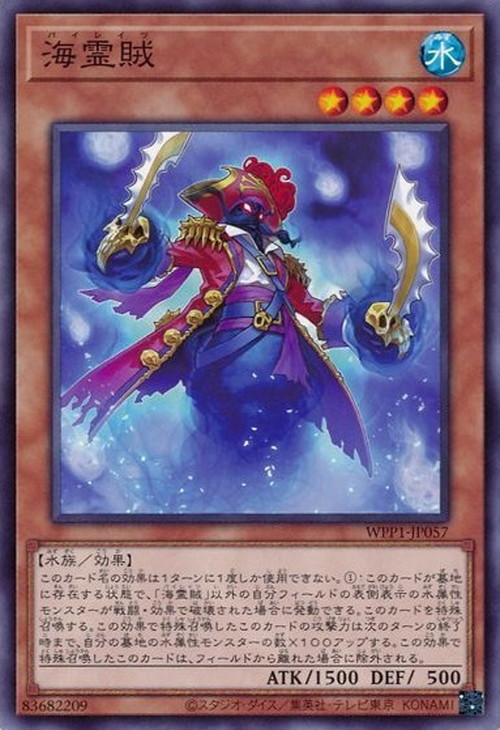 パイレイツ
海霊賊
水
WPP1-JP057
【水族/効果】
このカード名の効果は1ターンに1度しか使用できない。①:このカードが墓地
に存在する状態で、「海霊賊」以外の自分フィールドの表側表示の水属性
モンスターが戦闘・効果で破壊された場合に発動できる。このカードを特殊
召喚する。この効果で特殊召喚したこのカードの攻撃力は次のターンの終了
時まで、自分の墓地の水属性モンスターの数×100アップする。この効果で
特殊召喚したこのカードは、フィールドから離れた場合に除外される。
ATK/1500 DEF/ 500
83682209 ©スタジオ・ダイス/集英社・テレビ東京 KONAMI